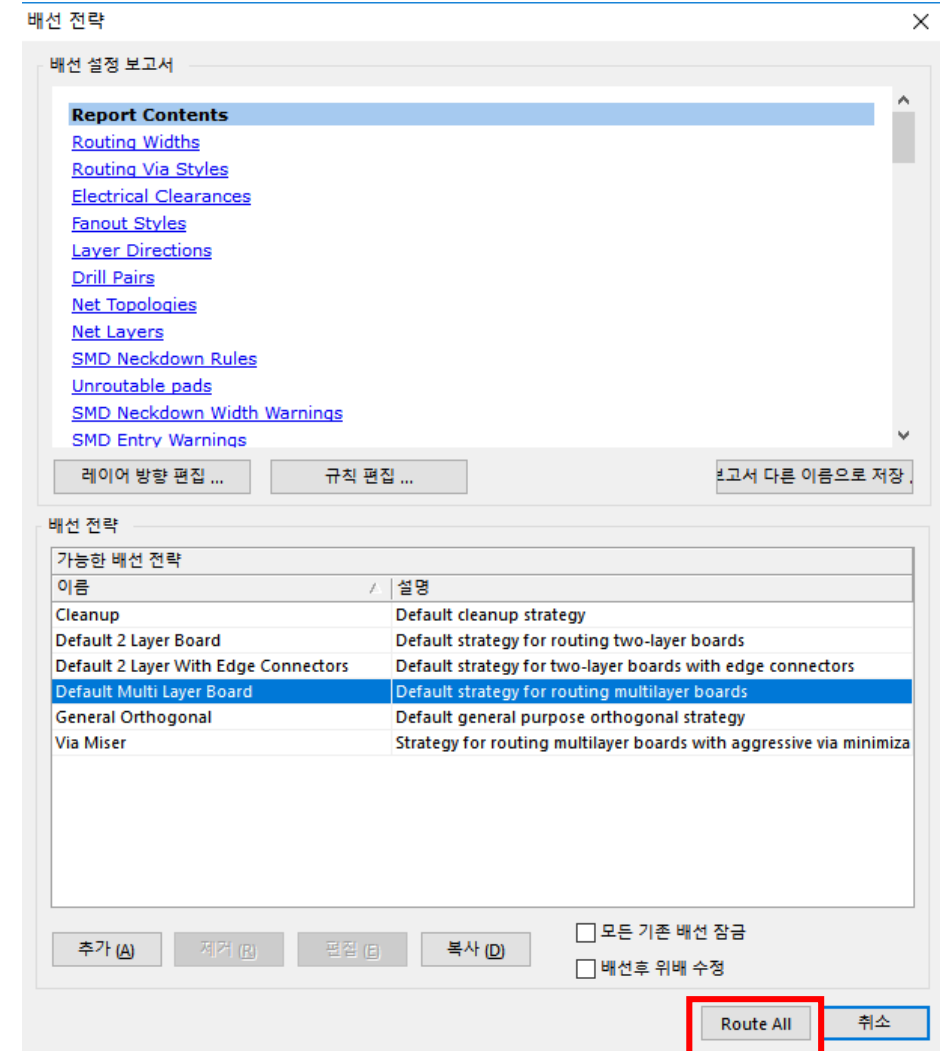 배선 전략
배선 설정 보고서
Report Contents
Routing Widths
Routing Via Styles
Electrical Clearances
Fanout Styles
Layer Directions
Drill Pairs
Net Topologies
Net Layers
SMD Neckdown Rules
Unroutable pads
SMD Neckdown Width Warnings
SMD Entry Warnings
레이어 방향 편집 ... 규칙 편집 ... 보고서 다른 이름으로 저장 .
배선 전략
가능한 배선 전략
이름 설명
Cleanup Default cleanup strategy
Default 2 Layer Board Default strategy for routing two-layer boards
Default 2 Layer With Edge Connectors Default strategy for two-layer boards with edge connectors
Default Multi Layer Board Default strategy for routing multilayer boards
General Orthogonal Default general purpose orthogonal strategy
Via Miser Strategy for routing multilayer boards with aggressive via minimiza
추가 (A) 제거 (R) 편집 (E) 복사 (D) 모든 기존 배선 잠금
배선후 위배 수정
Route All 취소